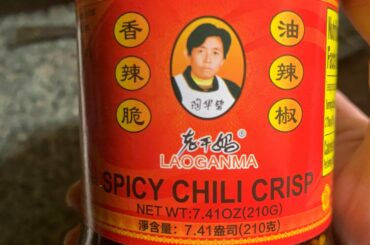 香 油
辣 辣
脆 椒
陶华碧
老干妈
LAOGANMA
SPICY CHILI CRISP
NET WT:7.41OZ(210G)
淨含量: 7.41盎司(210克)